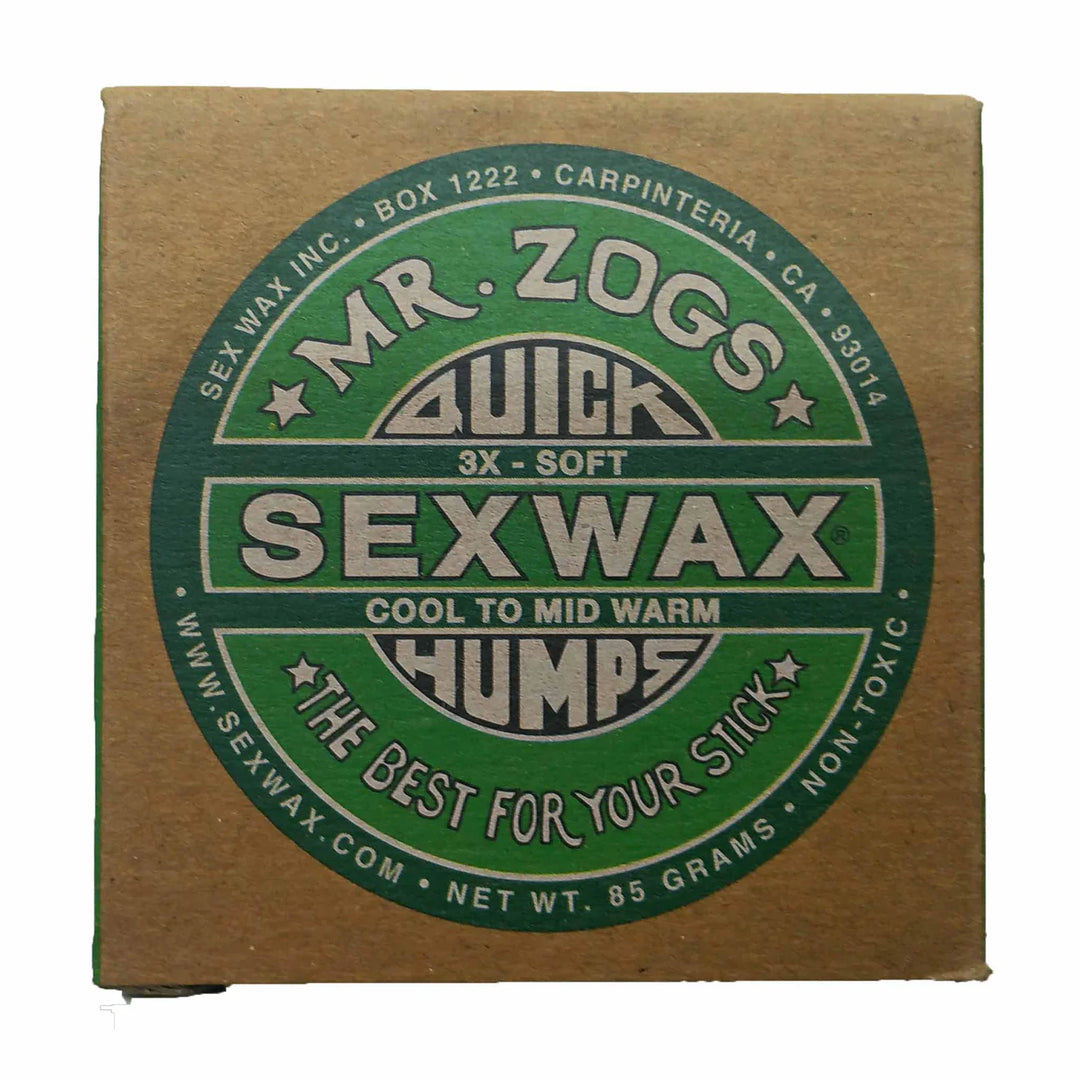 SEX WAX INC. • BOX 1222 • CARPINTERIA • CA • 93014
MR. ZOGS
QUICK
3X - SOFT
SEXWAX®
COOL TO MID WARM
HUMPS
THE BEST FOR YOUR STICK
• WWW.SEXWAX.COM • NET WT. 85 GRAMS • NON-TOXIC •